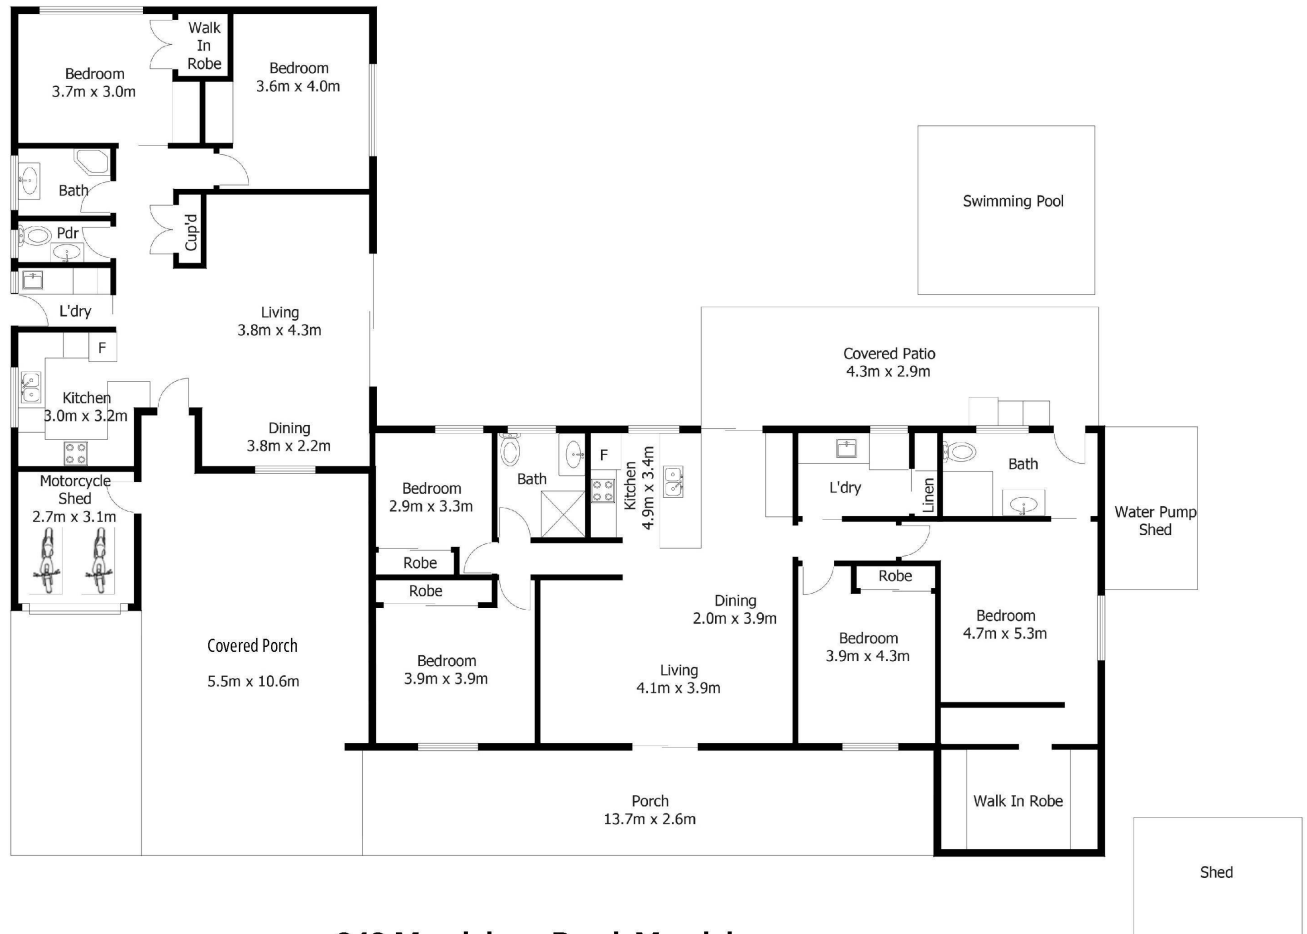 Walk
In
Robe
Bedroom
3.7m x 3.0m
Bedroom
3.6m x 4.0m
Bath
Pdr
Cup'd
L'dry
F
Kitchen
3.0m x 3.2m
Living
3.8m x 4.3m
Dining
3.8m x 2.2m
Motorcycle
Shed
2.7m x 3.1m
Covered Porch
5.5m x 10.6m
Swimming Pool
Covered Patio
4.3m x 2.9m
Bedroom
2.9m x 3.3m
Robe
Robe
Bedroom
3.9m x 3.9m
Bath
F
Kitchen
4.9m x 3.4m
L'dry
Linen
Bath
Water Pump
Shed
Dining
2.0m x 3.9m
Living
4.1m x 3.9m
Robe
Bedroom
3.9m x 4.3m
Bedroom
4.7m x 5.3m
Walk In Robe
Porch
13.7m x 2.6m
Shed